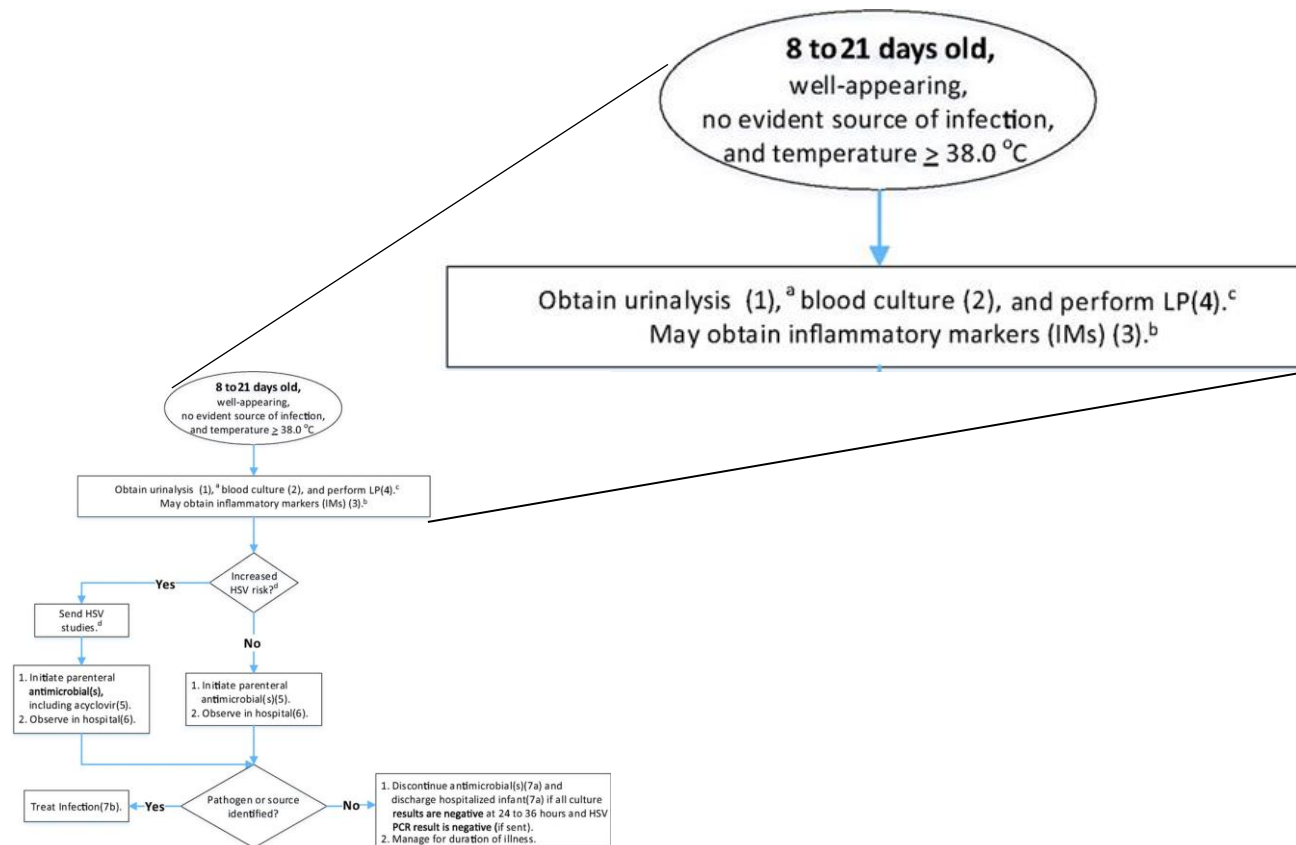 8 to 21 days old,
well-appearing,
no evident source of infection,
and temperature ≥ 38.0 °C
Obtain urinalysis (1),ᵃ blood culture (2), and perform LP(4).ᶜ
May obtain inflammatory markers (IMs) (3).ᵇ
8 to 21 days old,
well-appearing,
no evident source of infection,
and temperature ≥ 38.0 °C
Obtain urinalysis (1),ᵃ blood culture (2), and perform LP(4).ᶜ
May obtain inflammatory markers (IMs) (3).ᵇ
Increased
HSV risk?ᵈ
Yes
Send HSV
studies.ᵈ
No
1. Initiate parenteral
antimicrobial(s),
including acyclovir(5).
2. Observe in hospital(6).
1. Initiate parenteral
antimicrobial(s)(5).
2. Observe in hospital(6).
Pathogen or source
identified?
Yes
Treat Infection(7b).
No
1. Discontinue antimicrobial(s)(7a) and
discharge hospitalized infant(7a) if all culture
results are negative at 24 to 36 hours and HSV
PCR result is negative (if sent).
2. Manage for duration of illness.